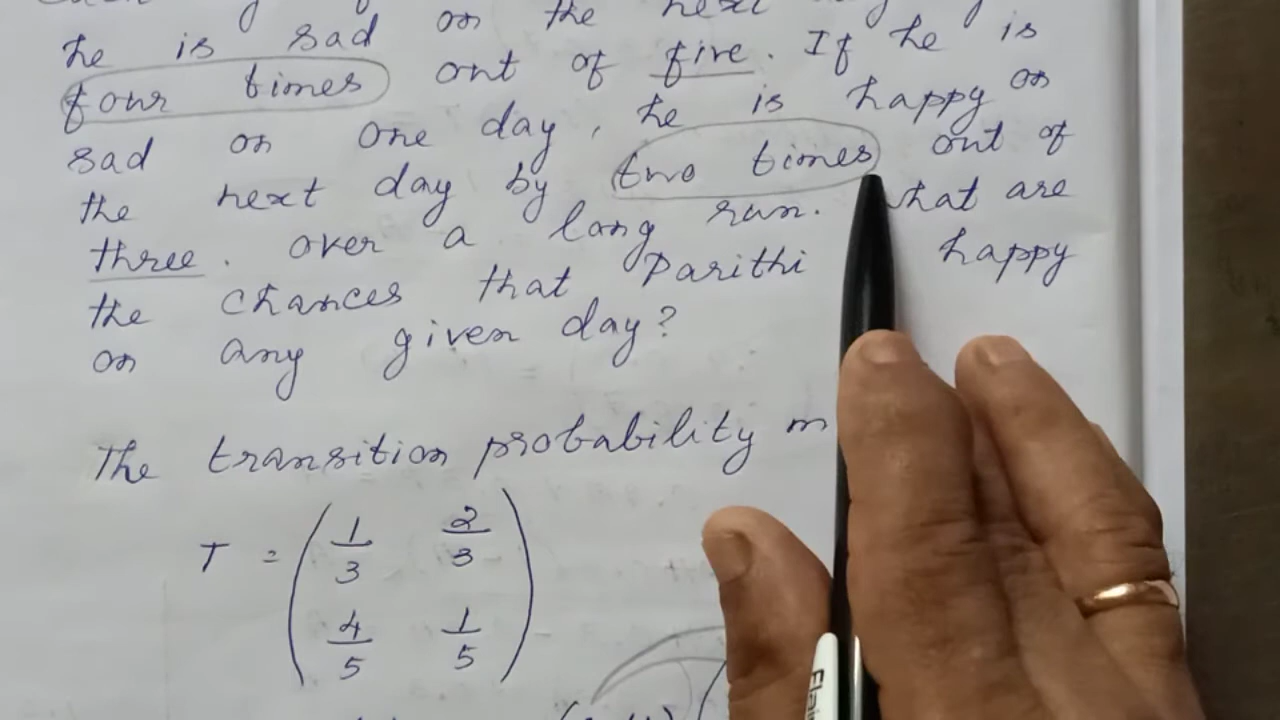 on the next
he is sad
four times out of five. If he is
sad on one day, he is happy on
the next day by two times out of
three. over a long run. what are
the chances that Parithi happy
on any given day?
The transition probability m
T = ( 1/3 2/3
4/5 1/5 )